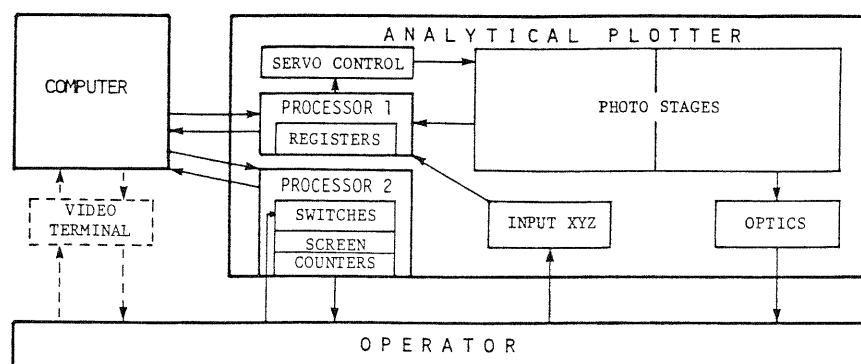 ANALYTICAL PLOTTER
COMPUTER
SERVO CONTROL
PROCESSOR 1
REGISTERS
PHOTO STAGES
PROCESSOR 2
SWITCHES
SCREEN
COUNTERS
VIDEO
TERMINAL
INPUT XYZ
OPTICS
OPERATOR